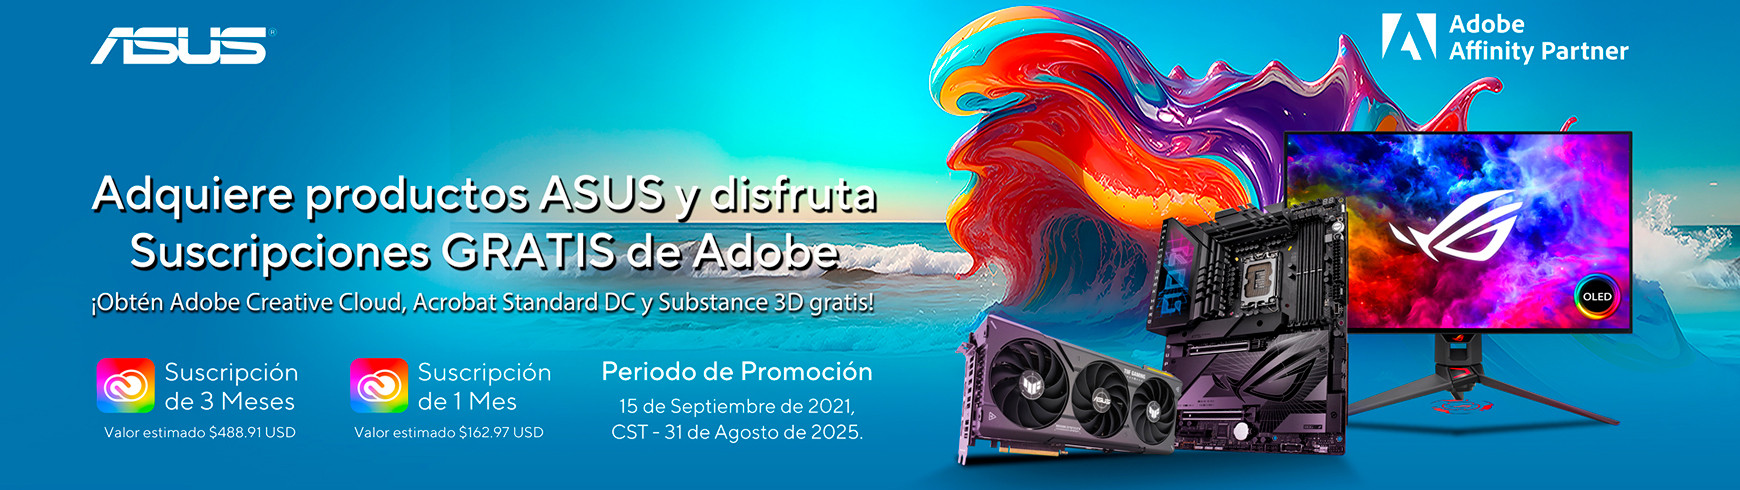 ASUS®
Adobe
Affinity Partner
Adquiere productos ASUS y disfruta
Suscripciones GRATIS de Adobe
¡Obtén Adobe Creative Cloud, Acrobat Standard DC y Substance 3D gratis!
Suscripción
de 3 Meses
Valor estimado $488.91 USD
Suscripción
de 1 Mes
Valor estimado $162.97 USD
Periodo de Promoción
15 de Septiembre de 2021,
CST - 31 de Agosto de 2025.
OLED
ASUS